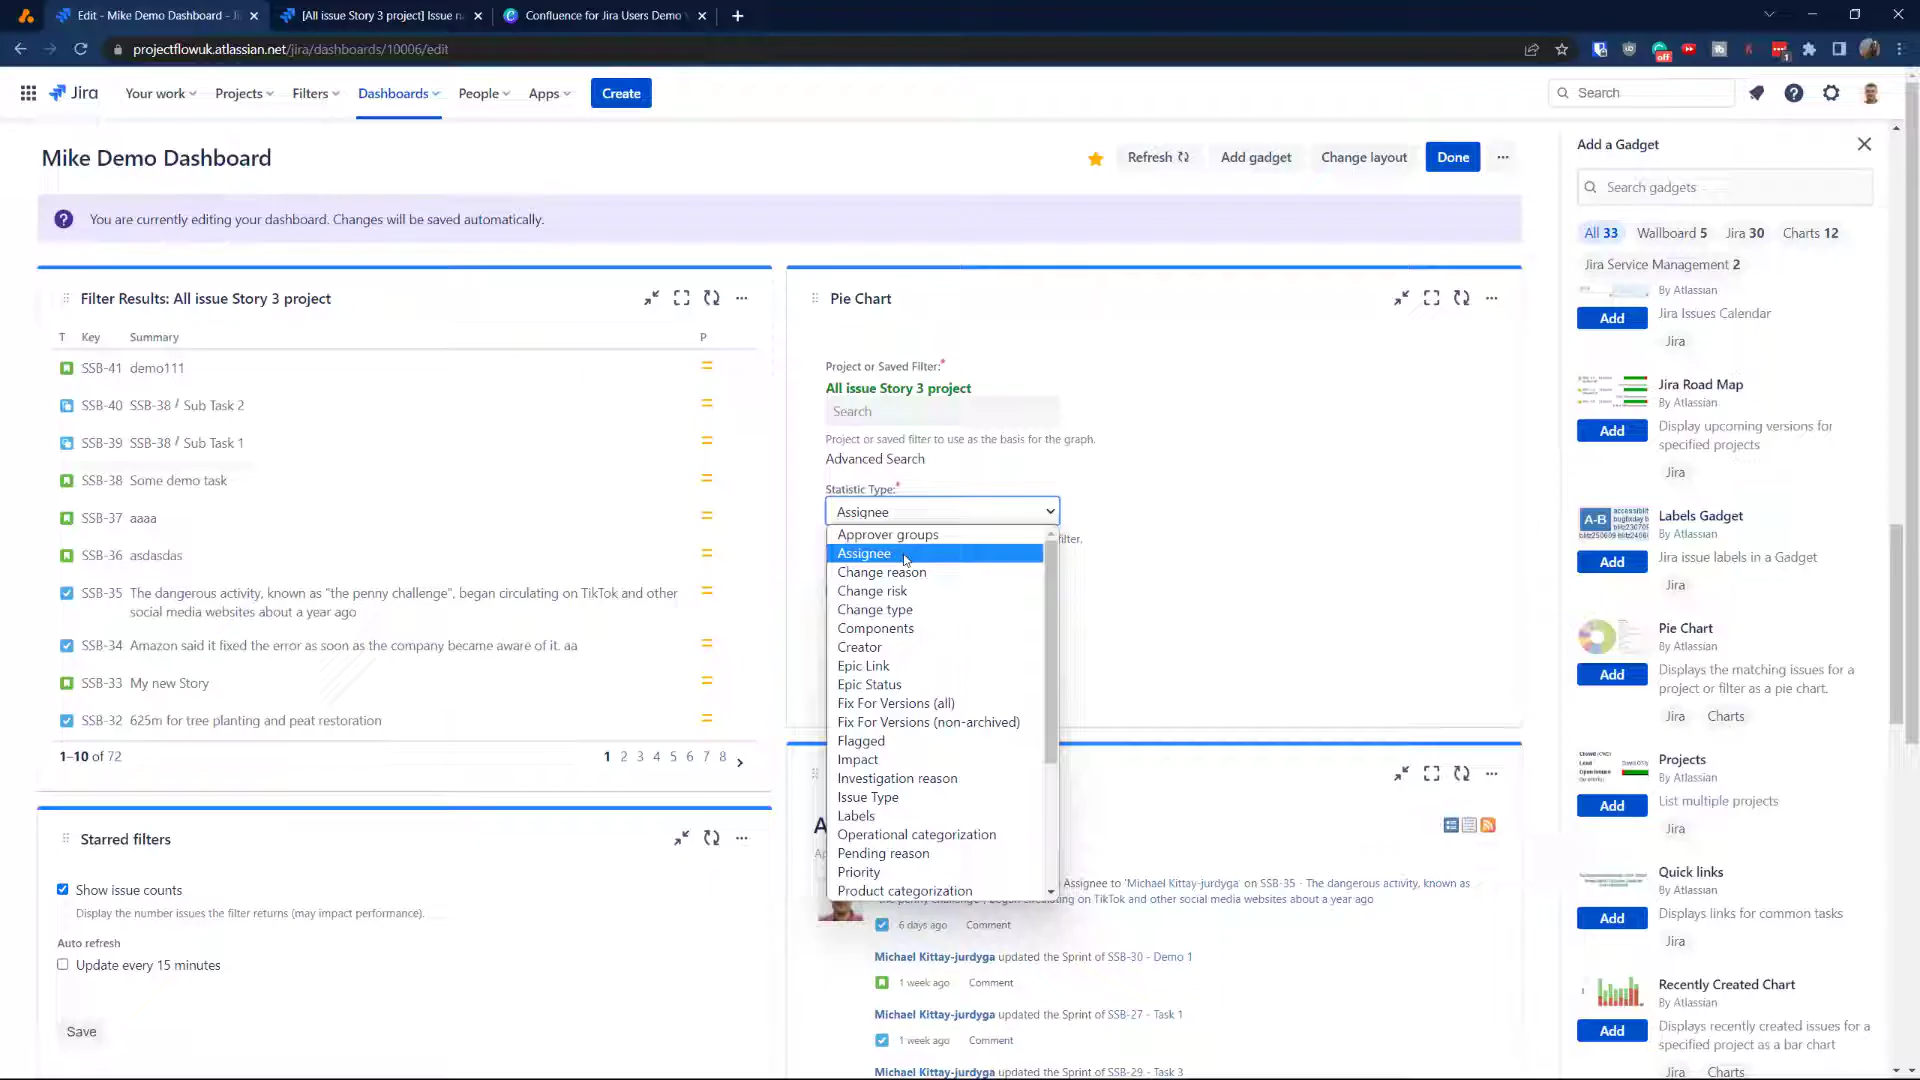 Edit - Mike Demo Dashboard - Ji
[All issue Story 3 project] Issue n
Confluence for Jira Users Demo
projectflowuk.atlassian.net/jira/dashboards/10006/edit
off
1
Jira
Your work
Projects
Filters
Dashboards
People
Apps
Create
Search
Mike Demo Dashboard
Refresh
Add gadget
Change layout
Done
You are currently editing your dashboard. Changes will be saved automatically.
Filter Results: All issue Story 3 project
T Key Summary P
SSB-41 demo111
SSB-40 SSB-38 / Sub Task 2
SSB-39 SSB-38 / Sub Task 1
SSB-38 Some demo task
SSB-37 aaaa
SSB-36 asdasdas
SSB-35 The dangerous activity, known as "the penny challenge", began circulating on TikTok and other
social media websites about a year ago
SSB-34 Amazon said it fixed the error as soon as the company became aware of it. aa
SSB-33 My new Story
SSB-32 625m for tree planting and peat restoration
1–10 of 72
1 2 3 4 5 6 7 8
Starred filters
Show issue counts
Display the number issues the filter returns (may impact performance).
Auto refresh
Update every 15 minutes
Save
Pie Chart
Project or Saved Filter:*
All issue Story 3 project
Search
Project or saved filter to use as the basis for the graph.
Advanced Search
Statistic Type:*
Assignee
filter.
Approver groups
Assignee
Change reason
Change risk
Change type
Components
Creator
Epic Link
Epic Status
Fix For Versions (all)
Fix For Versions (non-archived)
Flagged
Impact
Investigation reason
Issue Type
Labels
Operational categorization
Pending reason
Priority
Product categorization
A
Assignee to 'Michael Kittay-jurdyga' on SSB-35 - The dangerous activity, known as
the penny challenge", began circulating on TikTok and other social media websites about a year ago
6 days ago Comment
Michael Kittay-jurdyga updated the Sprint of SSB-30 - Demo 1
1 week ago Comment
Michael Kittay-jurdyga updated the Sprint of SSB-27 - Task 1
1 week ago Comment
Michael Kittay-jurdyga updated the Sprint of SSB-29 - Task 3
Add a Gadget
Search gadgets
All 33 Wallboard 5 Jira 30 Charts 12
Jira Service Management 2
By Atlassian
Add
Jira Issues Calendar
Jira
Jira Road Map
By Atlassian
Add
Display upcoming versions for
specified projects
Jira
A-B
Labels Gadget
By Atlassian
Add
Jira issue labels in a Gadget
Jira
Pie Chart
By Atlassian
Add
Displays the matching issues for a
project or filter as a pie chart.
Jira Charts
Projects
By Atlassian
Add
List multiple projects
Jira
Quick links
By Atlassian
Add
Displays links for common tasks
Jira
Recently Created Chart
By Atlassian
Add
Displays recently created issues for a
specified project as a bar chart
Jira Charts